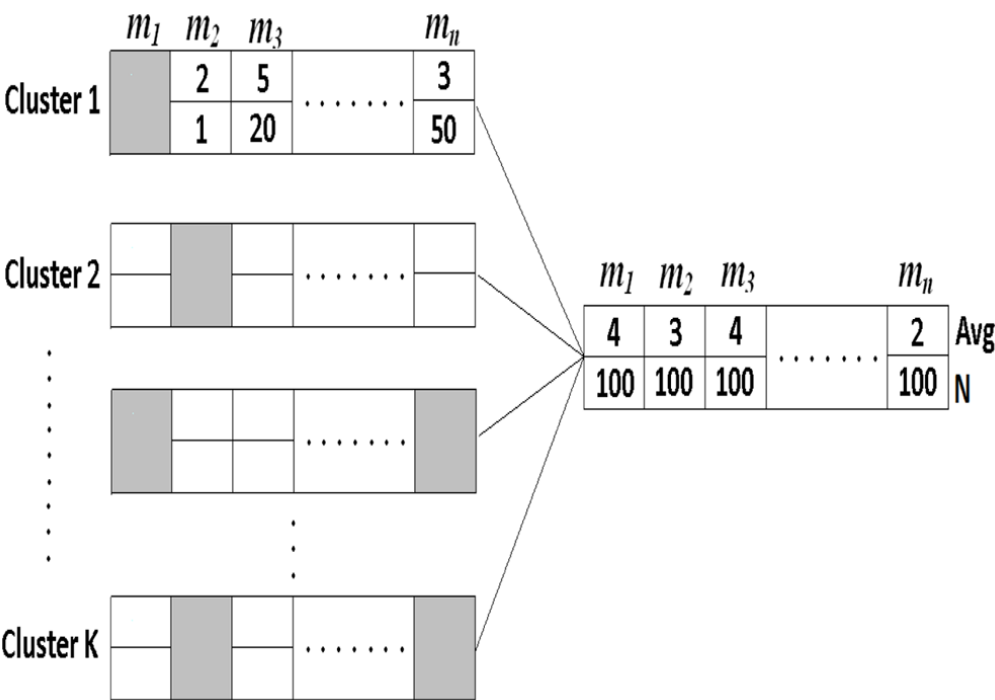 m1 m2 m3 mn
Cluster 1
2 5 ....... 3
1 20 50
Cluster 2
.......
m1 m2 m3 mn
4 3 4 ....... 2 Avg
100 100 100 100 N
.......
Cluster K
.......